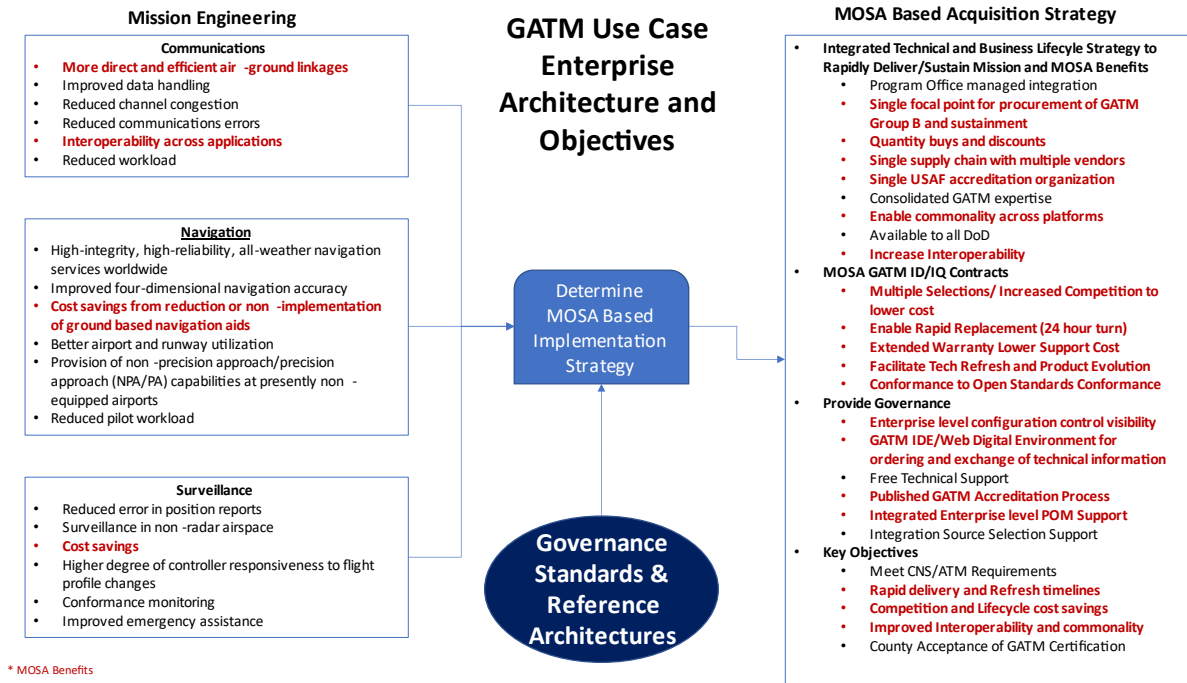 Mission Engineering
Communications
• More direct and efficient air -ground linkages
• Improved data handling
• Reduced channel congestion
• Reduced communications errors
• Interoperability across applications
• Reduced workload
Navigation
• High-integrity, high-reliability, all-weather navigation
services worldwide
• Improved four-dimensional navigation accuracy
• Cost savings from reduction or non -implementation
of ground based navigation aids
• Better airport and runway utilization
• Provision of non -precision approach/precision
approach (NPA/PA) capabilities at presently non -
equipped airports
• Reduced pilot workload
Surveillance
• Reduced error in position reports
• Surveillance in non -radar airspace
• Cost savings
• Higher degree of controller responsiveness to flight
profile changes
• Conformance monitoring
• Improved emergency assistance
* MOSA Benefits
GATM Use Case
Enterprise
Architecture and
Objectives
Determine
MOSA Based
Implementation
Strategy
Governance
Standards &
Reference
Architectures
MOSA Based Acquisition Strategy
• Integrated Technical and Business Lifecyle Strategy to
Rapidly Deliver/Sustain Mission and MOSA Benefits
• Program Office managed integration
• Single focal point for procurement of GATM
Group B and sustainment
• Quantity buys and discounts
• Single supply chain with multiple vendors
• Single USAF accreditation organization
• Consolidated GATM expertise
• Enable commonality across platforms
• Available to all DoD
• Increase Interoperability
• MOSA GATM ID/IQ Contracts
• Multiple Selections/ Increased Competition to
lower cost
• Enable Rapid Replacement (24 hour turn)
• Extended Warranty Lower Support Cost
• Facilitate Tech Refresh and Product Evolution
• Conformance to Open Standards Conformance
• Provide Governance
• Enterprise level configuration control visibility
• GATM IDE/Web Digital Environment for
ordering and exchange of technical information
• Free Technical Support
• Published GATM Accreditation Process
• Integrated Enterprise level POM Support
• Integration Source Selection Support
• Key Objectives
• Meet CNS/ATM Requirements
• Rapid delivery and Refresh timelines
• Competition and Lifecycle cost savings
• Improved Interoperability and commonality
• County Acceptance of GATM Certification